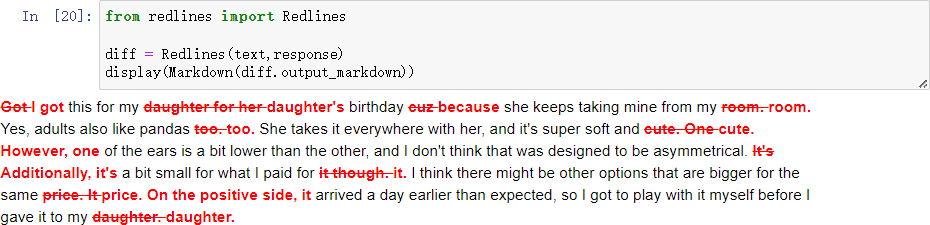 In [20]: from redlines import Redlines
diff = Redlines(text,response)
display(Markdown(diff.output_markdown))
Got I got this for my daughter for her daughter's birthday cuz because she keeps taking mine from my room. room.
Yes, adults also like pandas too. too. She takes it everywhere with her, and it's super soft and cute. One cute.
However, one of the ears is a bit lower than the other, and I don't think that was designed to be asymmetrical. It's
Additionally, it's a bit small for what I paid for it though. it. I think there might be other options that are bigger for the
same price. It price. On the positive side, it arrived a day earlier than expected, so I got to play with it myself before I
gave it to my daughter. daughter.